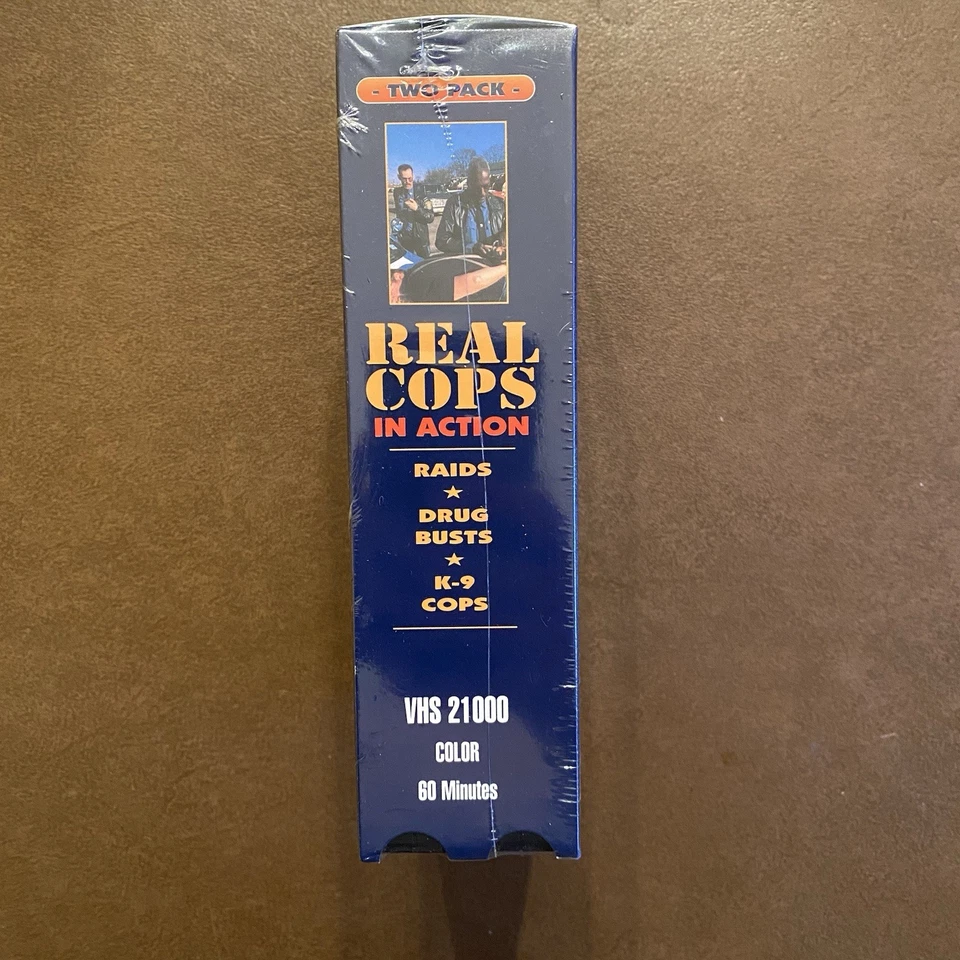 - TWO PACK -
REAL
COPS
IN ACTION
RAIDS
DRUG
BUSTS
K-9
COPS
VHS 21000
COLOR
60 Minutes